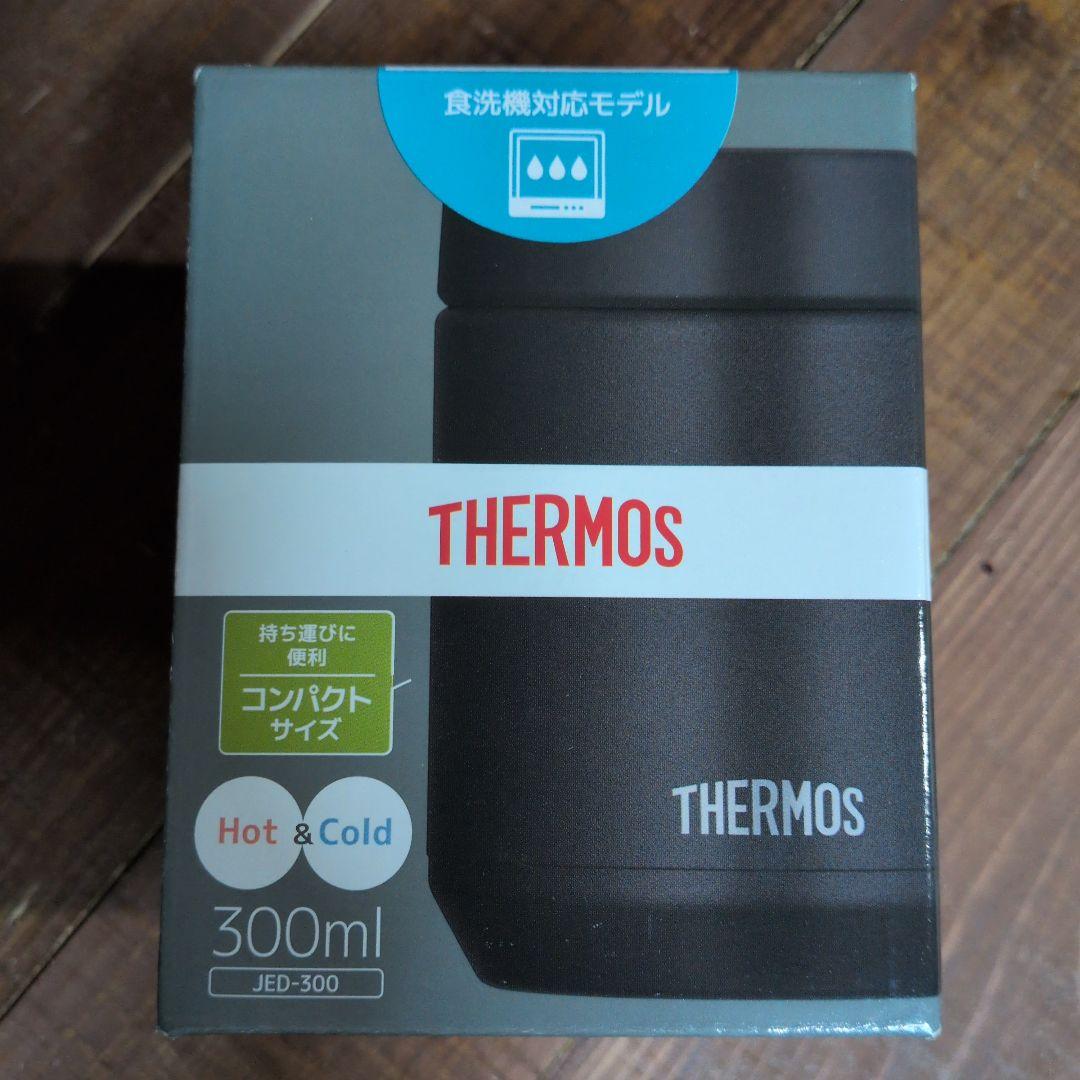 食洗機対応モデル
THERMOS
持ち運びに
便利
コンパクト
サイズ
THERMOS
Hot & Cold
300ml
JED-300